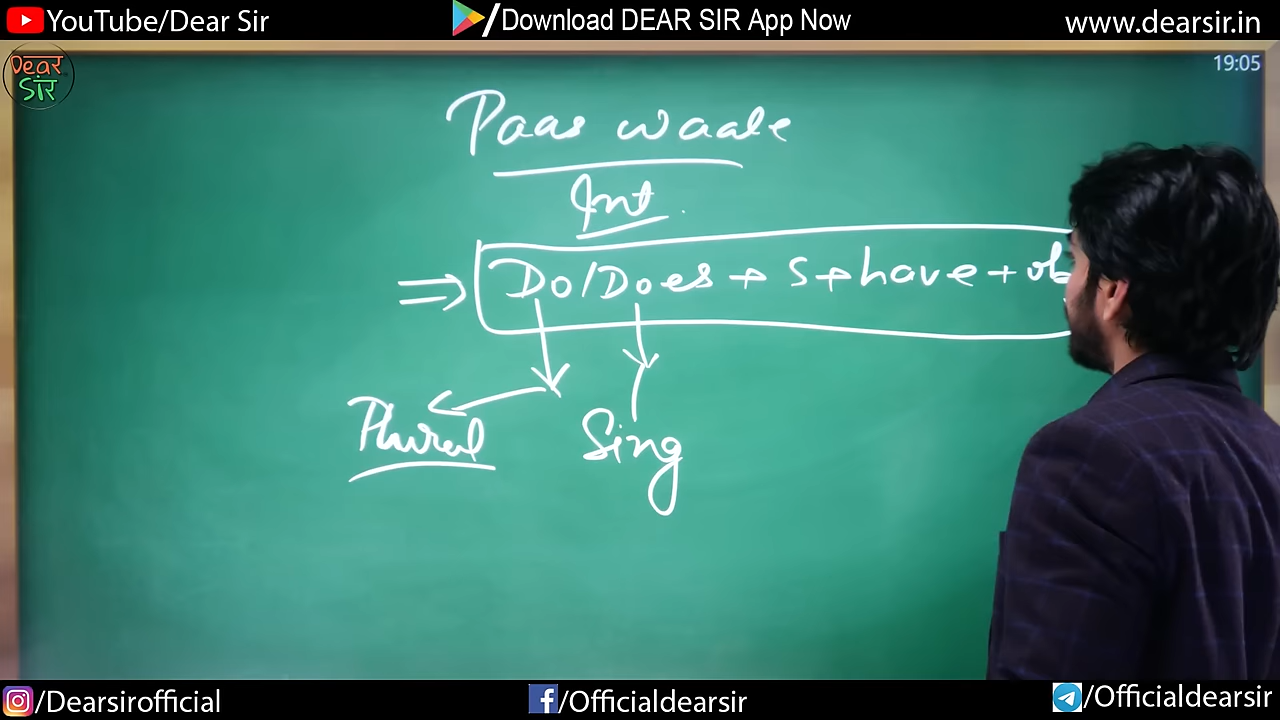 YouTube/Dear Sir
/Download DEAR SIR App Now
www.dearsir.in
Dear
सर
19:05
Paas waale
Int.
⇒ Do/Does + S + have + ob
Plural
Sing
/Dearsirofficial
/Officialdearsir
/Officialdearsir